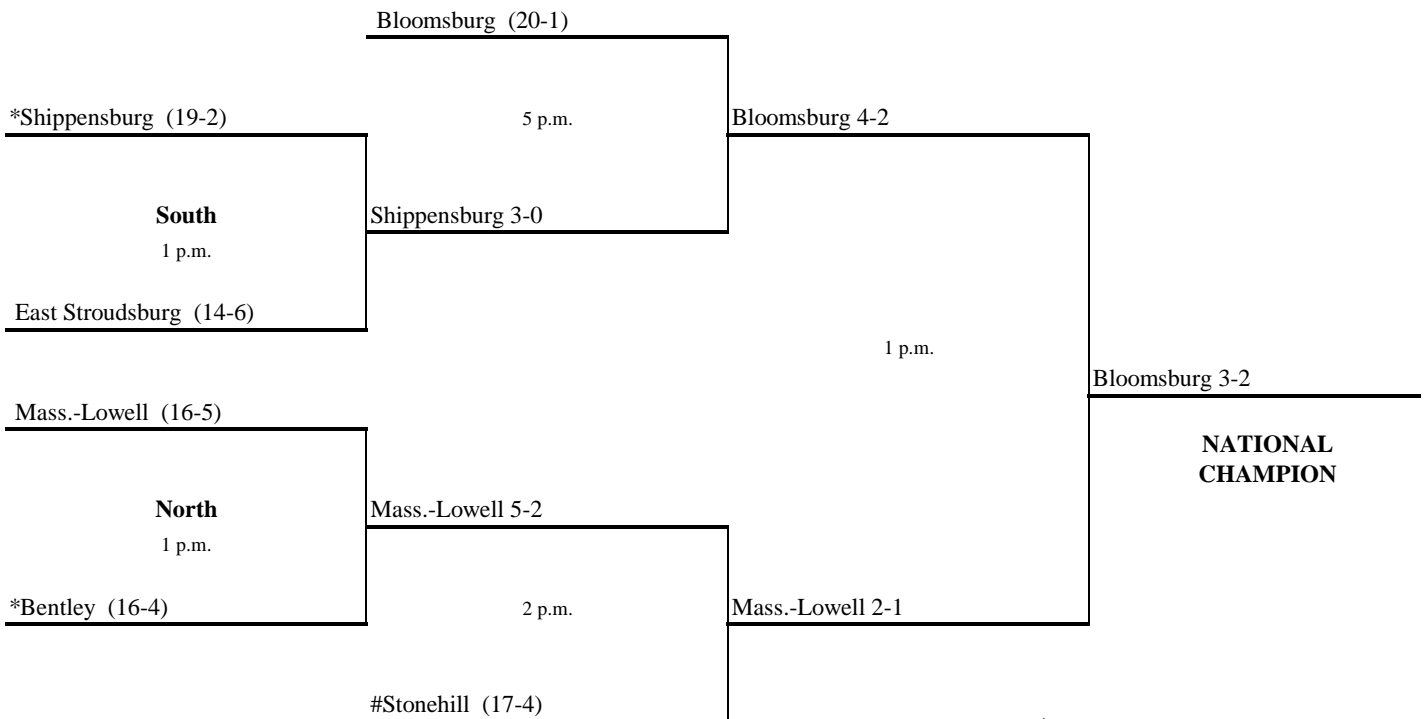 Bloomsburg (20-1)
*Shippensburg (19-2)
5 p.m.
Bloomsburg 4-2
South
Shippensburg 3-0
1 p.m.
East Stroudsburg (14-6)
1 p.m.
Bloomsburg 3-2
Mass.-Lowell (16-5)
NATIONAL
CHAMPION
North
Mass.-Lowell 5-2
1 p.m.
*Bentley (16-4)
2 p.m.
Mass.-Lowell 2-1
#Stonehill (17-4)